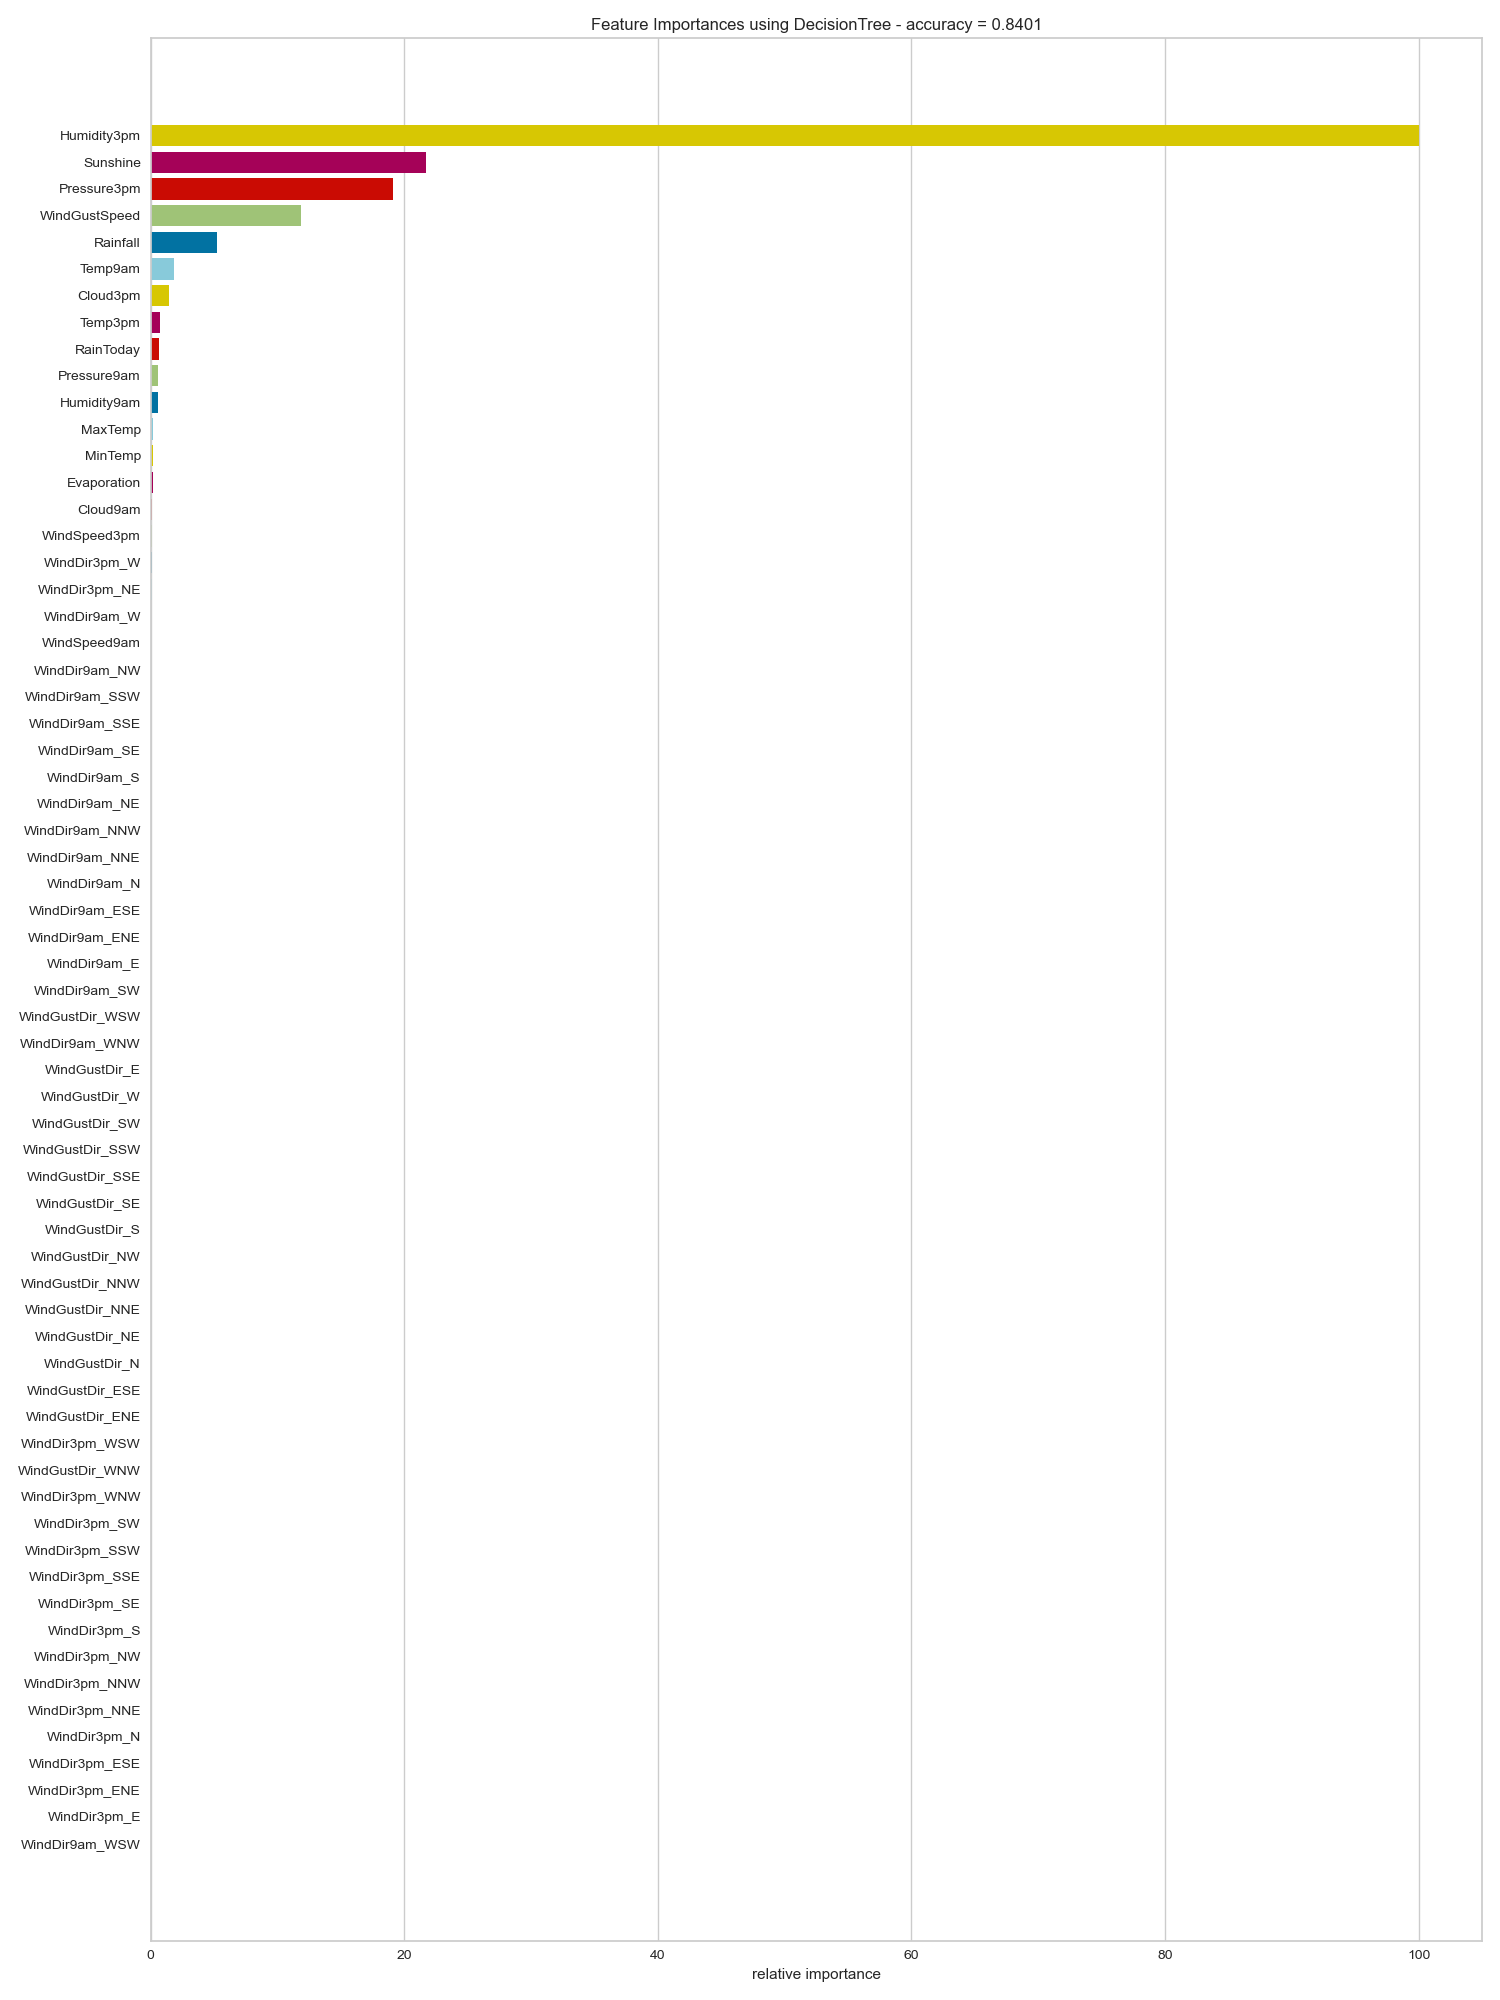 Feature Importances using DecisionTree - accuracy = 0.8401
Humidity3pm
Sunshine
Pressure3pm
WindGustSpeed
Rainfall
Temp9am
Cloud3pm
Temp3pm
RainToday
Pressure9am
Humidity9am
MaxTemp
MinTemp
Evaporation
Cloud9am
WindSpeed3pm
WindDir3pm_W
WindDir3pm_NE
WindDir9am_W
WindSpeed9am
WindDir9am_NW
WindDir9am_SSW
WindDir9am_SSE
WindDir9am_SE
WindDir9am_S
WindDir9am_NE
WindDir9am_NNW
WindDir9am_NNE
WindDir9am_N
WindDir9am_ESE
WindDir9am_ENE
WindDir9am_E
WindDir9am_SW
WindGustDir_WSW
WindDir9am_WNW
WindGustDir_E
WindGustDir_W
WindGustDir_SW
WindGustDir_SSW
WindGustDir_SSE
WindGustDir_SE
WindGustDir_S
WindGustDir_NW
WindGustDir_NNW
WindGustDir_NNE
WindGustDir_NE
WindGustDir_N
WindGustDir_ESE
WindGustDir_ENE
WindDir3pm_WSW
WindGustDir_WNW
WindDir3pm_WNW
WindDir3pm_SW
WindDir3pm_SSW
WindDir3pm_SSE
WindDir3pm_SE
WindDir3pm_S
WindDir3pm_NW
WindDir3pm_NNW
WindDir3pm_NNE
WindDir3pm_N
WindDir3pm_ESE
WindDir3pm_ENE
WindDir3pm_E
WindDir9am_WSW
0 20 40 60 80 100
relative importance